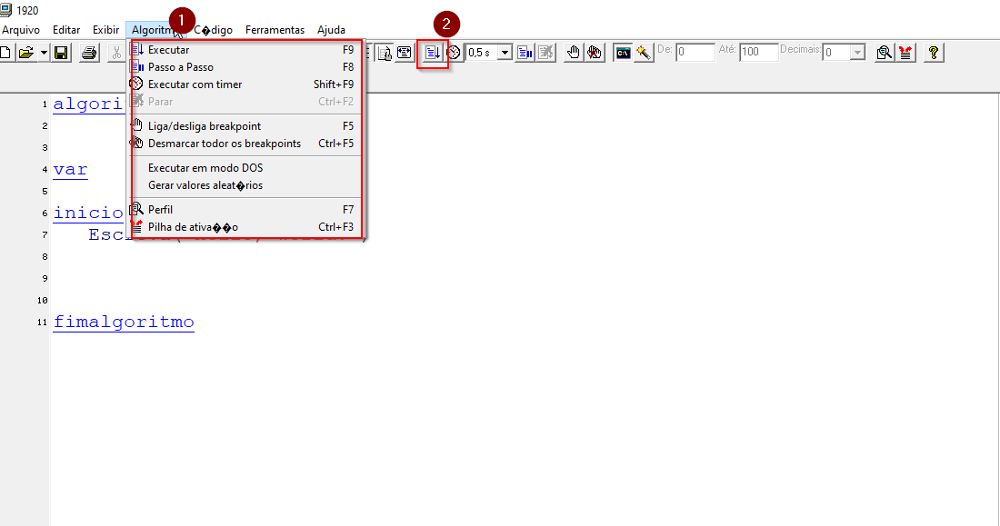 1920
Arquivo Editar Exibir Algoritm C�digo Ferramentas Ajuda
1
2
0,5 s De: 0 Até: 100 Decimais: 0
Executar F9
Passo a Passo F8
Executar com timer Shift+F9
Parar Ctrl+F2
Liga/desliga breakpoint F5
Desmarcar todor os breakpoints Ctrl+F5
Executar em modo DOS
Gerar valores aleat�rios
Perfil F7
Pilha de ativa��o Ctrl+F3
1 algorit
2
3
4 var
5
6 inicio
7 Esc
8
9
10
11 fimalgoritmo